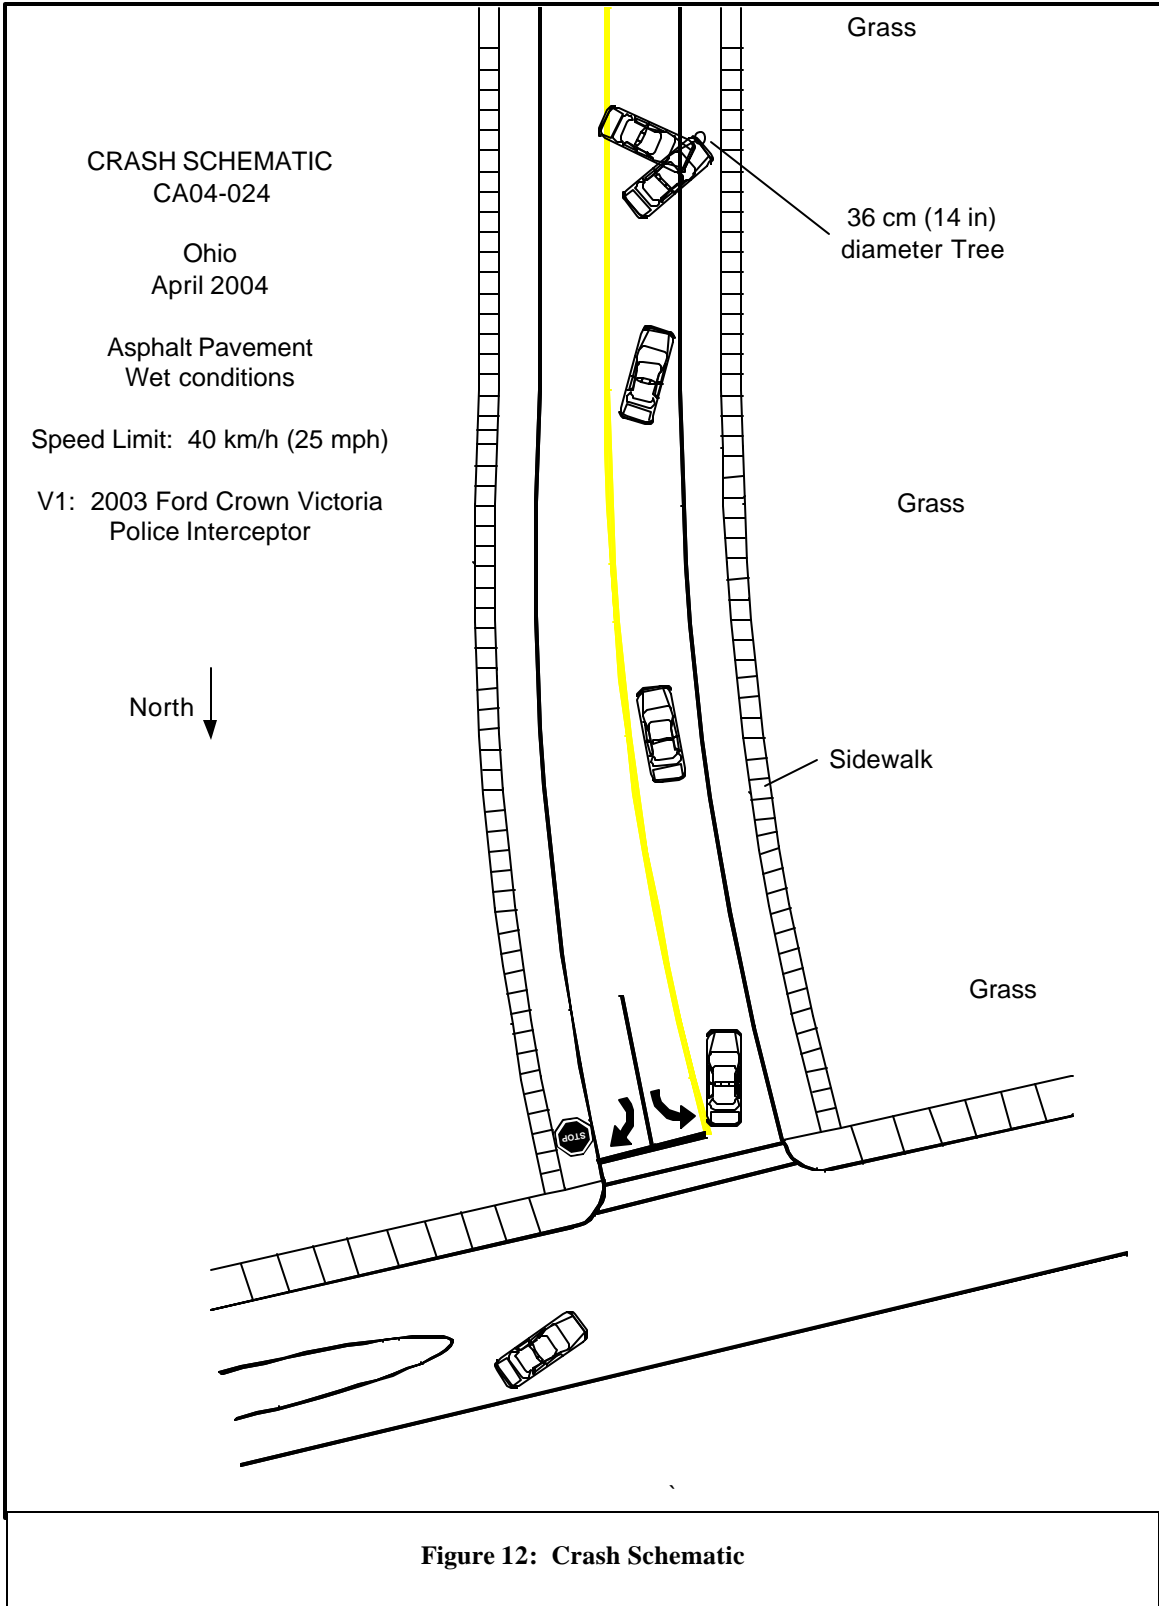 Grass
CRASH SCHEMATIC
CA04-024
Ohio
April 2004
36 cm (14 in)
diameter Tree
Asphalt Pavement
Wet conditions
Speed Limit: 40 km/h (25 mph)
V1: 2003 Ford Crown Victoria
Police Interceptor
Grass
North
Sidewalk
Grass
STOP
`
Figure 12: Crash Schematic